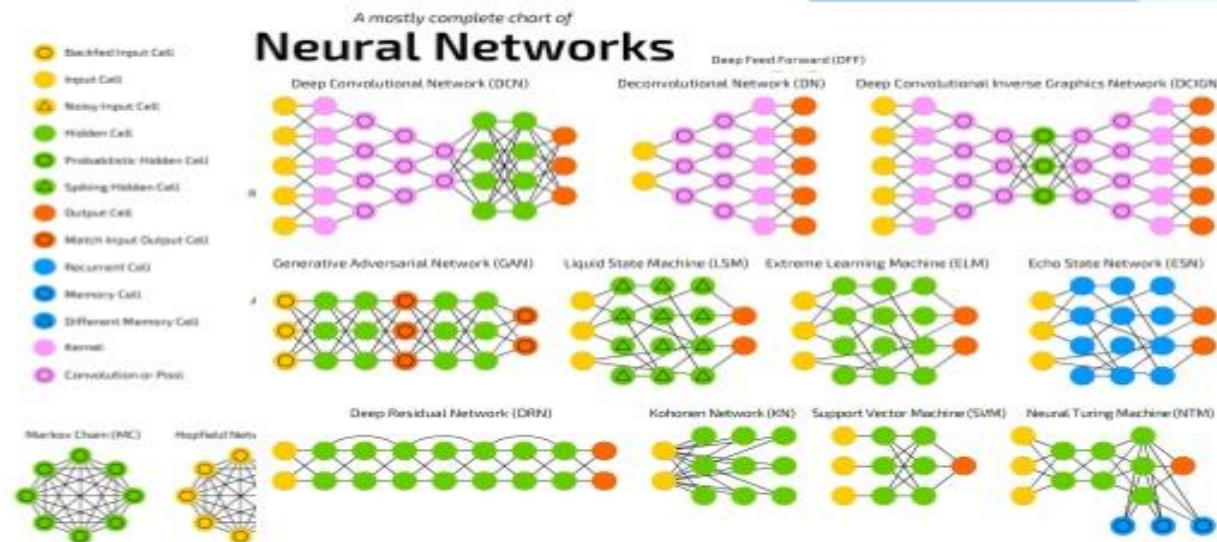 A mostly complete chart of
Neural Networks
Backfed Input Cell
Input Cell
Noisy Input Cell
Hidden Cell
Probablistic Hidden Cell
Spiking Hidden Cell
Output Cell
Match Input Output Cell
Recurrent Cell
Memory Cell
Different Memory Cell
Kernel
Convolution or Pool
Deep Feed Forward (DFF)
Deep Convolutional Network (DCN)
Deconvolutional Network (DN)
Deep Convolutional Inverse Graphics Network (DCIGN
Generative Adversarial Network (GAN)
Liquid State Machine (LSM)
Extreme Learning Machine (ELM)
Echo State Network (ESN)
Deep Residual Network (DRN)
Kohonen Network (KN)
Support Vector Machine (SVM)
Neural Turing Machine (NTM)
Markov Chain (MC)
Hopfield Netw